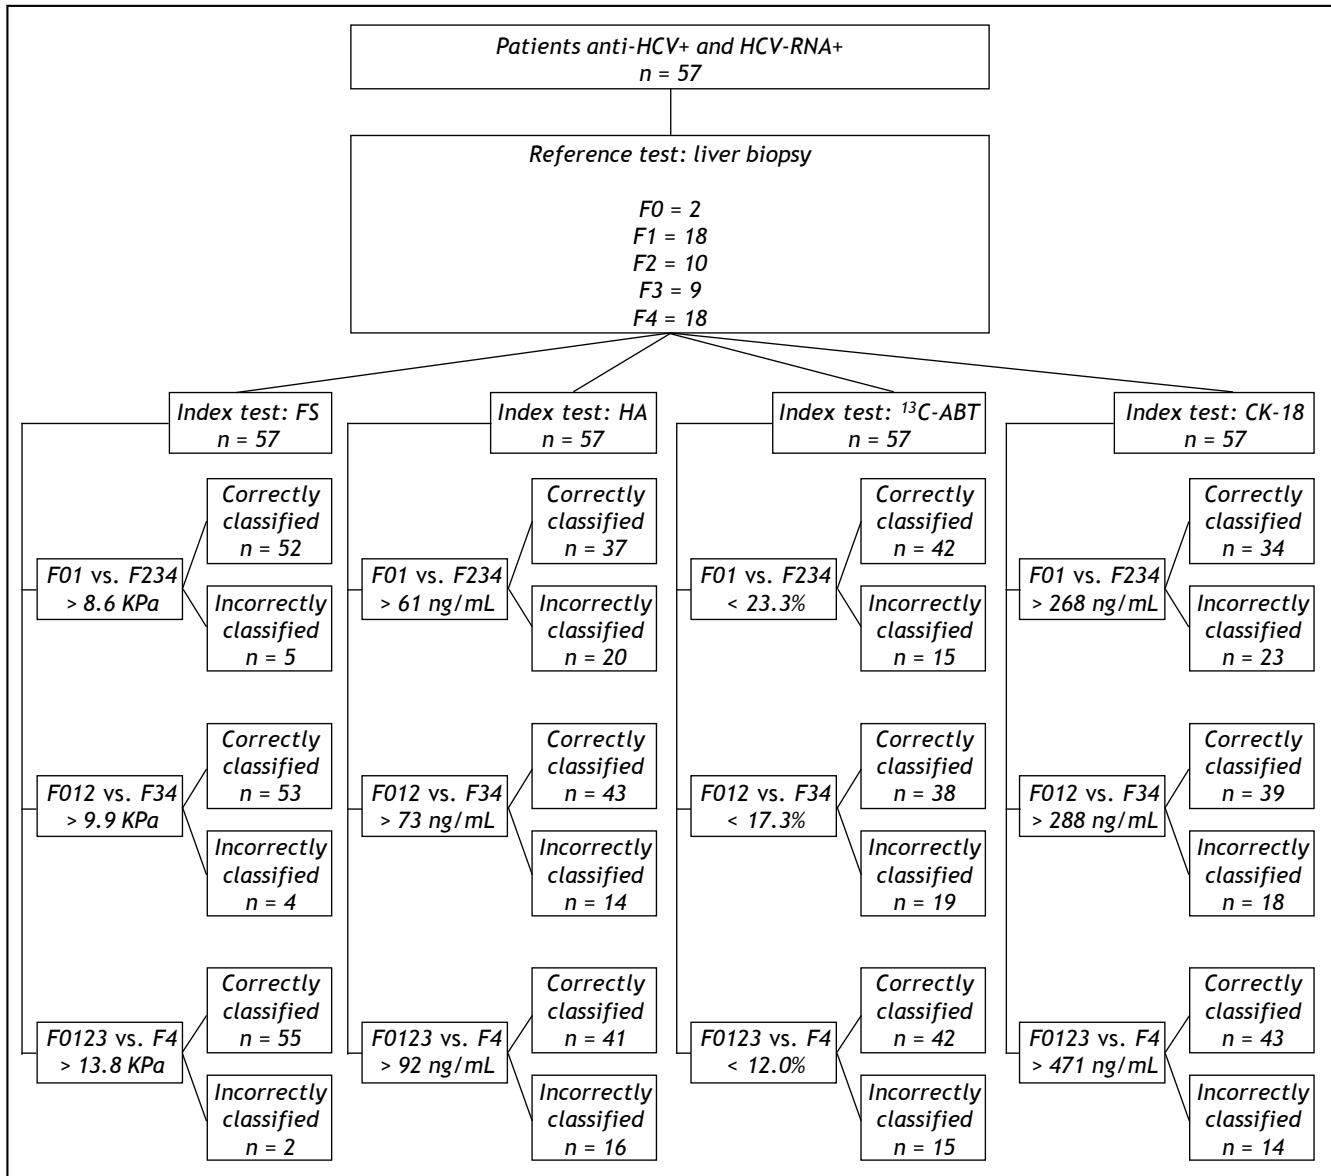 Patients anti-HCV+ and HCV-RNA+
n = 57
Reference test: liver biopsy
F0 = 2
F1 = 18
F2 = 10
F3 = 9
F4 = 18
Index test: FS
n = 57
Correctly
classified
n = 52
F01 vs. F234
> 8.6 KPa
Incorrectly
classified
n = 5
Correctly
classified
n = 53
F012 vs. F34
> 9.9 KPa
Incorrectly
classified
n = 4
Correctly
classified
n = 55
F0123 vs. F4
> 13.8 KPa
Incorrectly
classified
n = 2
Index test: HA
n = 57
Correctly
classified
n = 37
F01 vs. F234
> 61 ng/mL
Incorrectly
classified
n = 20
Correctly
classified
n = 43
F012 vs. F34
> 73 ng/mL
Incorrectly
classified
n = 14
Correctly
classified
n = 41
F0123 vs. F4
> 92 ng/mL
Incorrectly
classified
n = 16
Index test: ¹³C-ABT
n = 57
Correctly
classified
n = 42
F01 vs. F234
< 23.3%
Incorrectly
classified
n = 15
Correctly
classified
n = 38
F012 vs. F34
< 17.3%
Incorrectly
classified
n = 19
Correctly
classified
n = 42
F0123 vs. F4
< 12.0%
Incorrectly
classified
n = 15
Index test: CK-18
n = 57
Correctly
classified
n = 34
F01 vs. F234
> 268 ng/mL
Incorrectly
classified
n = 23
Correctly
classified
n = 39
F012 vs. F34
> 288 ng/mL
Incorrectly
classified
n = 18
Correctly
classified
n = 43
F0123 vs. F4
> 471 ng/mL
Incorrectly
classified
n = 14